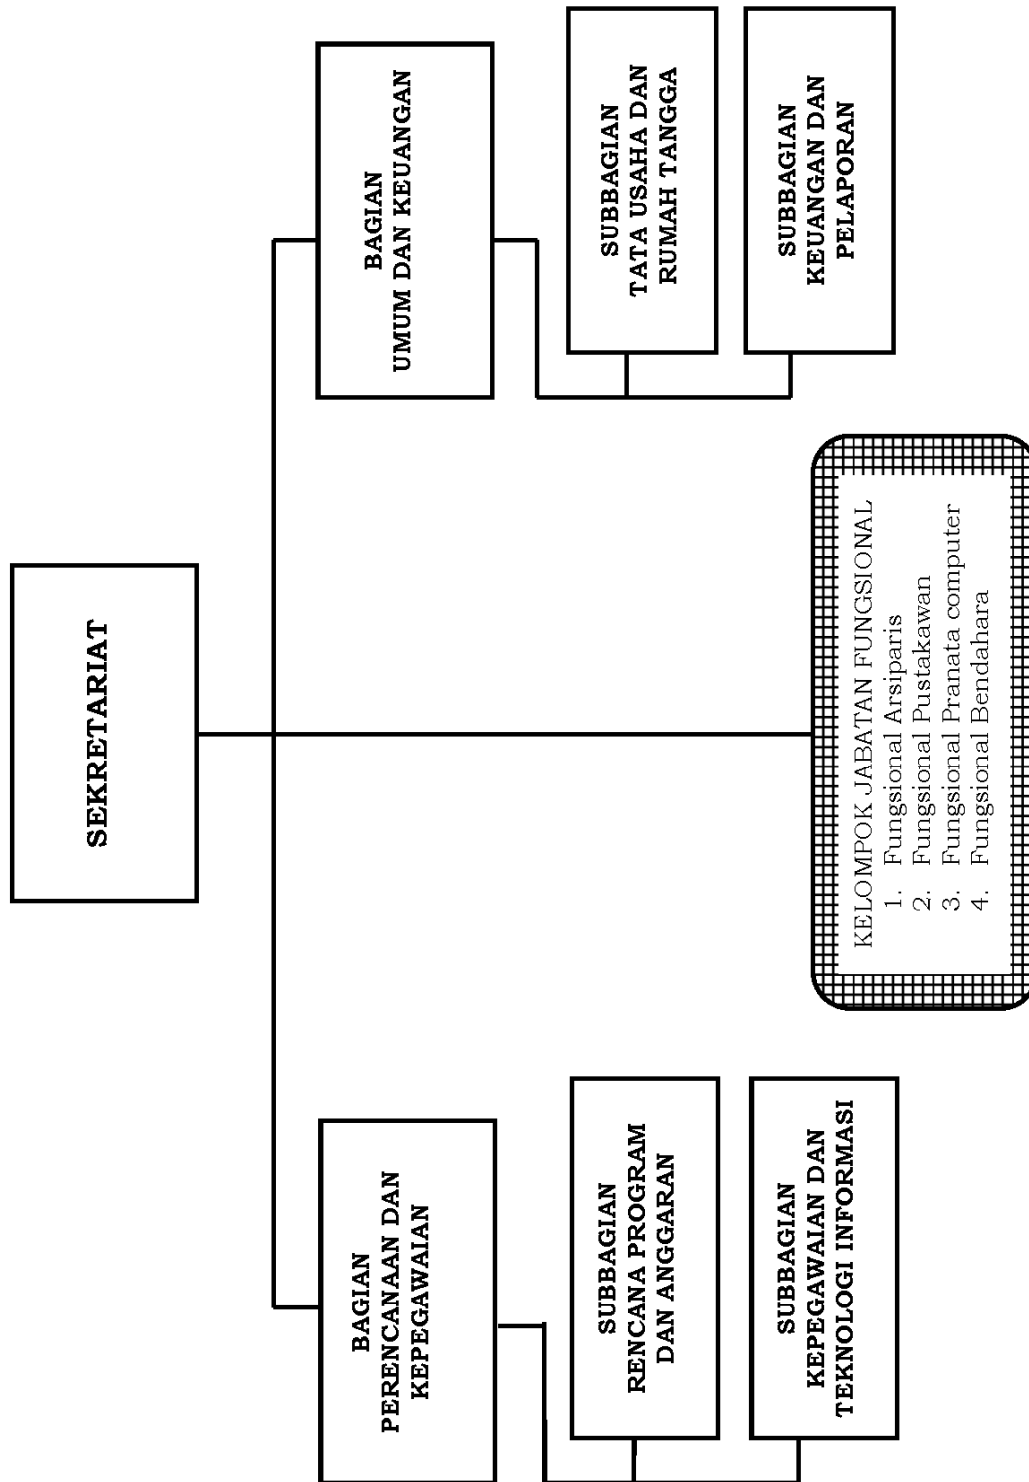 SEKRETARIAT
BAGIAN
PERENCANAAN DAN
KEPEGAWAIAN
BAGIAN
UMUM DAN KEUANGAN
SUBBAGIAN
RENCANA PROGRAM
DAN ANGGARAN
SUBBAGIAN
TATA USAHA DAN
RUMAH TANGGA
SUBBAGIAN
KEPEGAWAIAN DAN
TEKNOLOGI INFORMASI
SUBBAGIAN
KEUANGAN DAN
PELAPORAN
KELOMPOK JABATAN FUNGSIONAL
1. Fungsional Arsiparis
2. Fungsional Pustakawan
3. Fungsional Pranata computer
4. Fungsional Bendahara